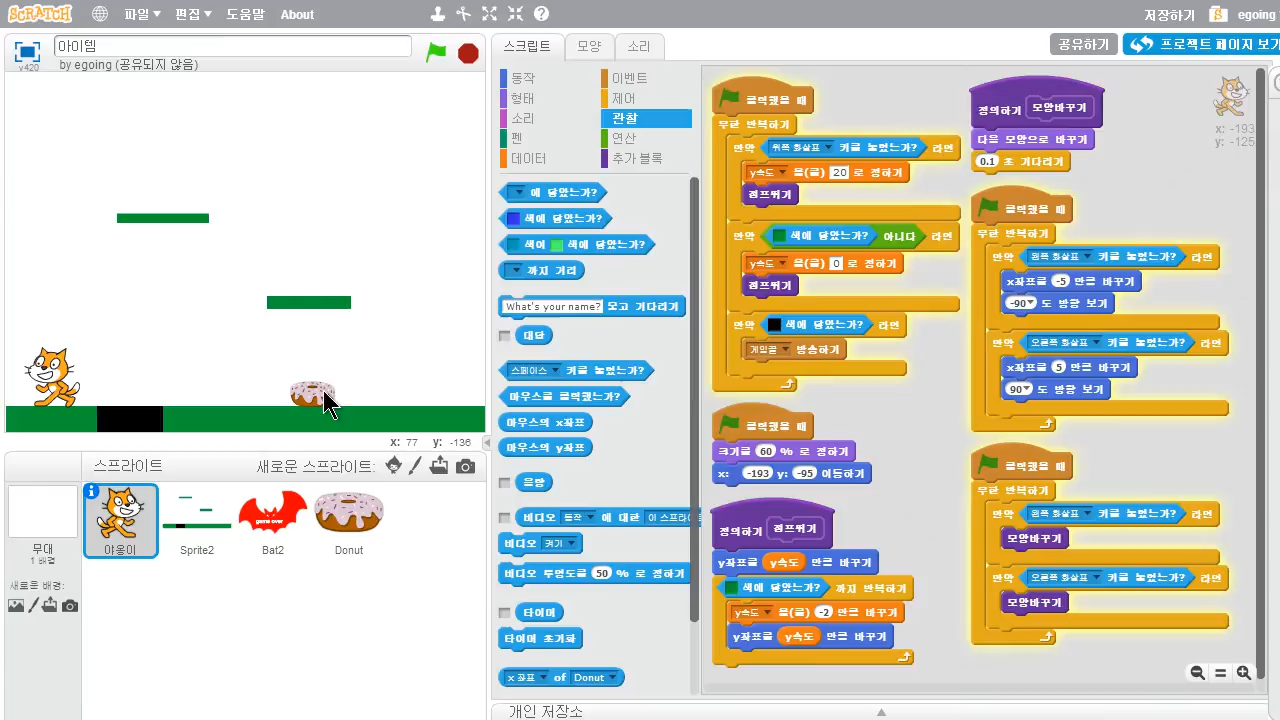 SCRATCH 파일▼ 편집▼ 도움말 About 저장하기 egoing
v420 아이템
by egoing (공유되지 않음)
스크립트 모양 소리 공유하기 프로젝트 페이지 보기
동작 이벤트
형태 제어
소리 관찰
펜 연산
데이터 추가 블록
에 닿았는가?
색에 닿았는가?
색이 색에 닿았는가?
까지 거리
What's your name? 묻고 기다리기
대답
스페이스 키를 눌렀는가?
마우스를 클릭했는가?
마우스의 x좌표
마우스의 y좌표
음량
비디오 동작 에 대한 이 스프라이
비디오 켜기
비디오 투명도를 50 % 로 정하기
타이머
타이머 초기화
x 좌표 of Donut
클릭했을 때
무한 반복하기
만약 위쪽 화살표 키를 눌렀는가? 라면
y속도 을(를) 20 로 정하기
점프뛰기
만약 색에 닿았는가? 아니다 라면
y속도 을(를) 0 로 정하기
점프뛰기
만약 색에 닿았는가? 라면
게임끝 방송하기
클릭했을 때
크기를 60 % 로 정하기
x: -193 y: -95 이동하기
정의하기 점프뛰기
y좌표를 y속도 만큼 바꾸기
색에 닿았는가? 까지 반복하기
y속도 을(를) -2 만큼 바꾸기
y좌표를 y속도 만큼 바꾸기
정의하기 모양바꾸기
다음 모양으로 바꾸기
0.1 초 기다리기
클릭했을 때
무한 반복하기
만약 왼쪽 화살표 키를 눌렀는가? 라면
x좌표를 -5 만큼 바꾸기
-90 도 방향 보기
만약 오른쪽 화살표 키를 눌렀는가? 라면
x좌표를 5 만큼 바꾸기
90 도 방향 보기
클릭했을 때
무한 반복하기
만약 왼쪽 화살표 키를 눌렀는가? 라면
모양바꾸기
만약 오른쪽 화살표 키를 눌렀는가? 라면
모양바꾸기
x: -193
y: -125
x: 77 y: -136
스프라이트 새로운 스프라이트:
game over
무대
1 배경
야옹이 Sprite2 Bat2 Donut
새로운 배경:
개인 저장소